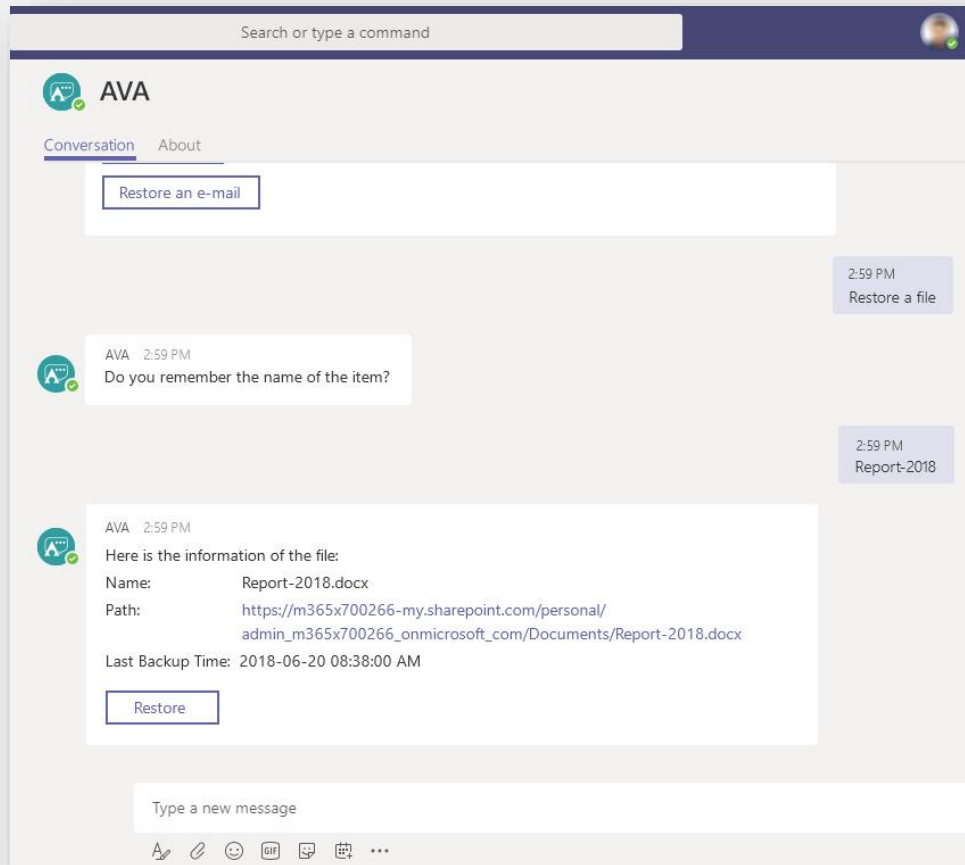 Search or type a command
AVA
Conversation About
Restore an e-mail
2:59 PM
Restore a file
AVA 2:59 PM
Do you remember the name of the item?
2:59 PM
Report-2018
AVA 2:59 PM
Here is the information of the file:
Name: Report-2018.docx
Path: https://m365x700266-my.sharepoint.com/personal/
admin_m365x700266_onmicrosoft_com/Documents/Report-2018.docx
Last Backup Time: 2018-06-20 08:38:00 AM
Restore
Type a new message
GIF